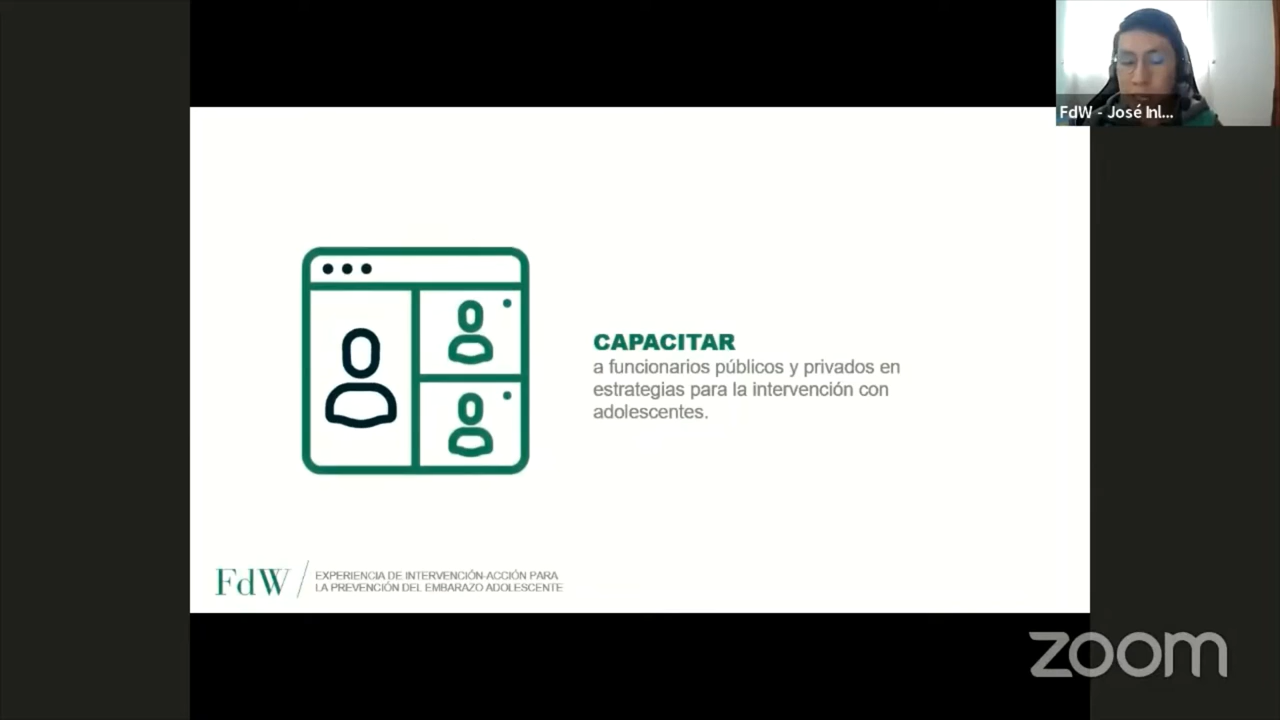 FdW - José Inl...
CAPACITAR
a funcionarios públicos y privados en
estrategias para la intervención con
adolescentes.
FdW
EXPERIENCIA DE INTERVENCIÓN-ACCIÓN PARA
LA PREVENCIÓN DEL EMBARAZO ADOLESCENTE
zoom